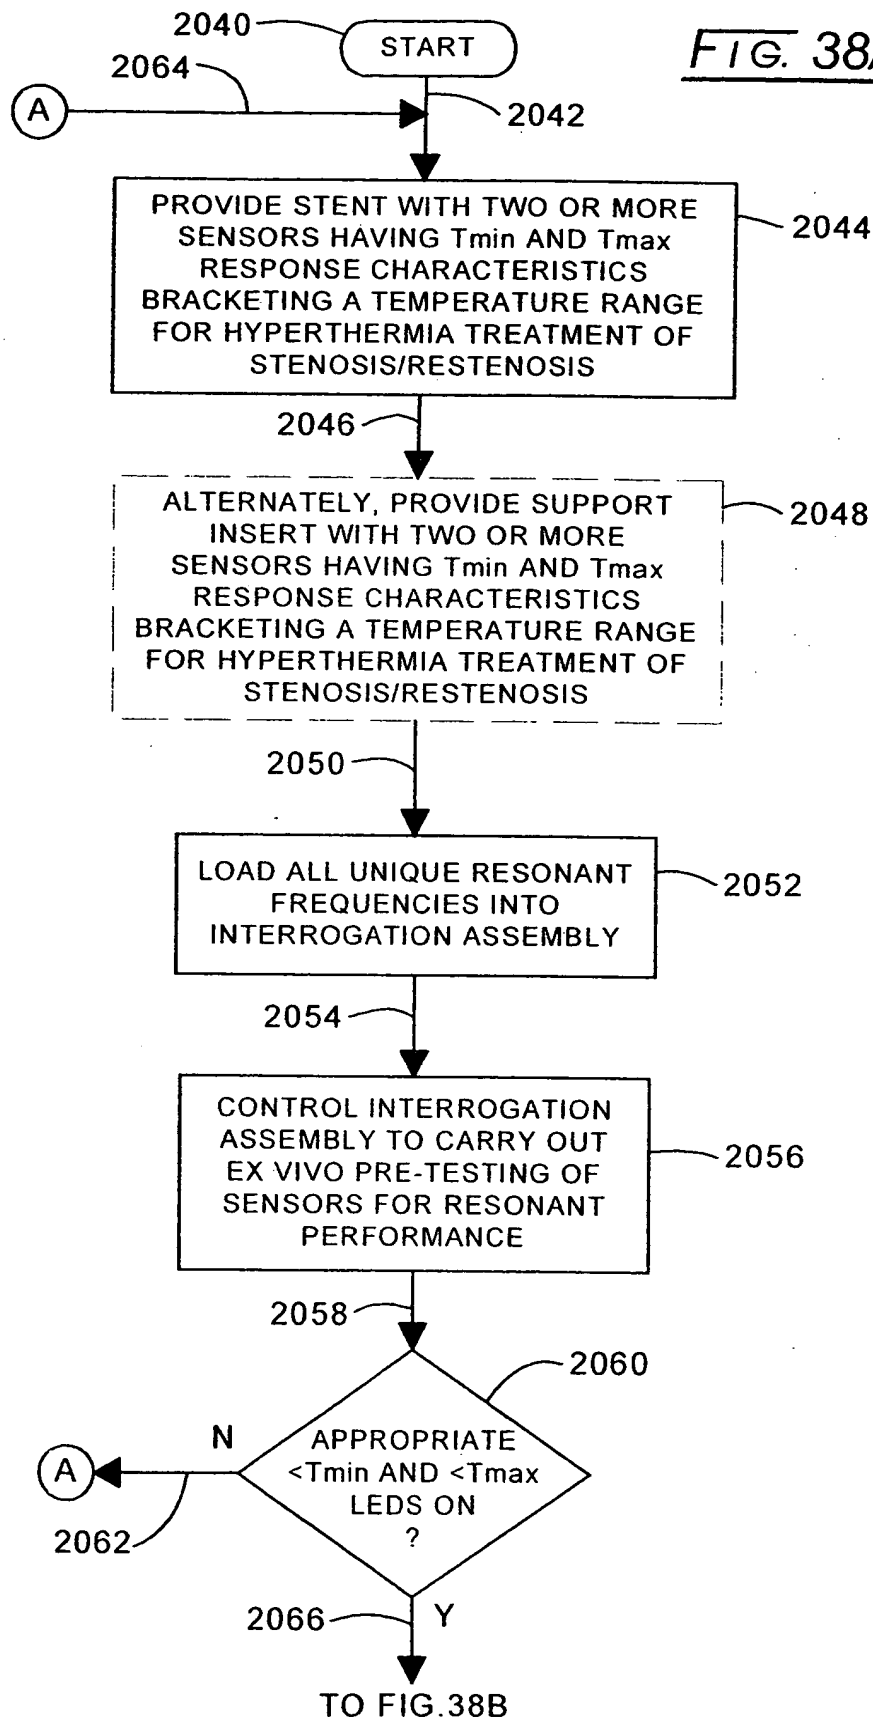 2040
START
FIG. 38A
2064
A
2042
PROVIDE STENT WITH TWO OR MORE
SENSORS HAVING Tmin AND Tmax
RESPONSE CHARACTERISTICS
BRACKETING A TEMPERATURE RANGE
FOR HYPERTHERMIA TREATMENT OF
STENOSIS/RESTENOSIS
2044
2046
ALTERNATELY, PROVIDE SUPPORT
INSERT WITH TWO OR MORE
SENSORS HAVING Tmin AND Tmax
RESPONSE CHARACTERISTICS
BRACKETING A TEMPERATURE RANGE
FOR HYPERTHERMIA TREATMENT OF
STENOSIS/RESTENOSIS
2048
2050
LOAD ALL UNIQUE RESONANT
FREQUENCIES INTO
INTERROGATION ASSEMBLY
2052
2054
CONTROL INTERROGATION
ASSEMBLY TO CARRY OUT
EX VIVO PRE-TESTING OF
SENSORS FOR RESONANT
PERFORMANCE
2056
2058
2060
N
APPROPRIATE
<Tmin AND <Tmax
LEDS ON
?
A
2062
2066
Y
TO FIG.38B